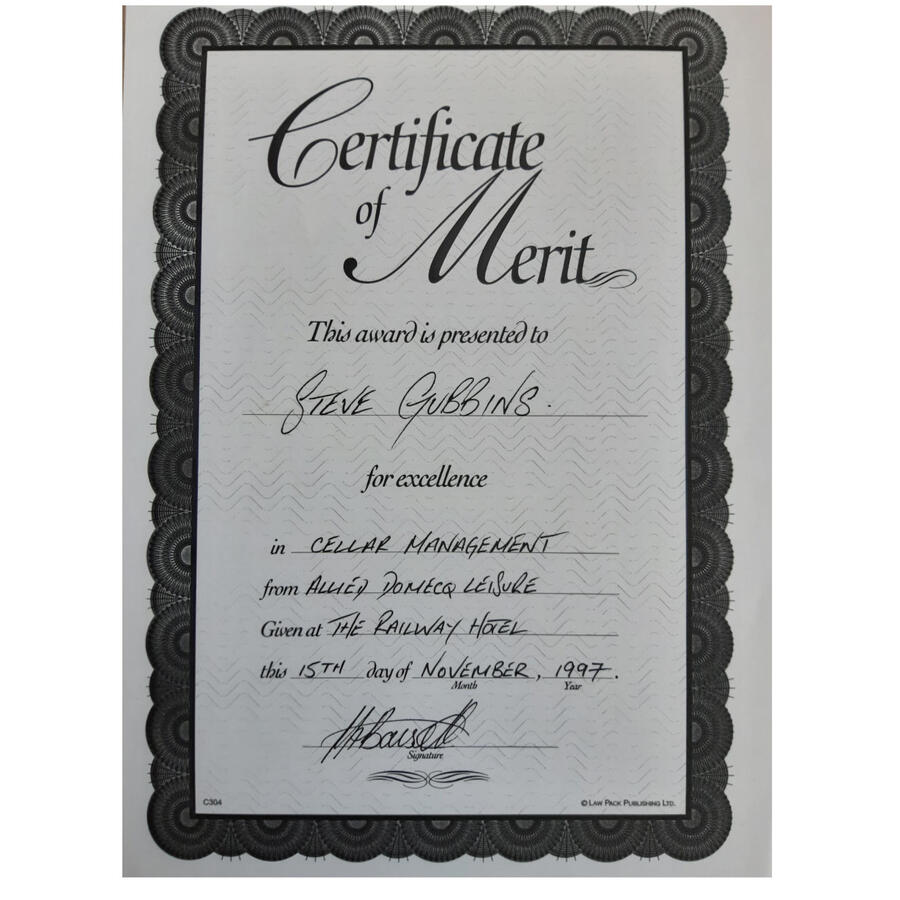 Certificate
of
Merit
This award is presented to
STEVE GUBBINS.
for excellence
in CELLAR MANAGEMENT
from ALLIED DOMECQ LEISURE
Given at THE RAILWAY HOTEL
this 15TH day of NOVEMBER, 1997.
Month Year
Signature
C304 © LAW PACK PUBLISHING LTD.